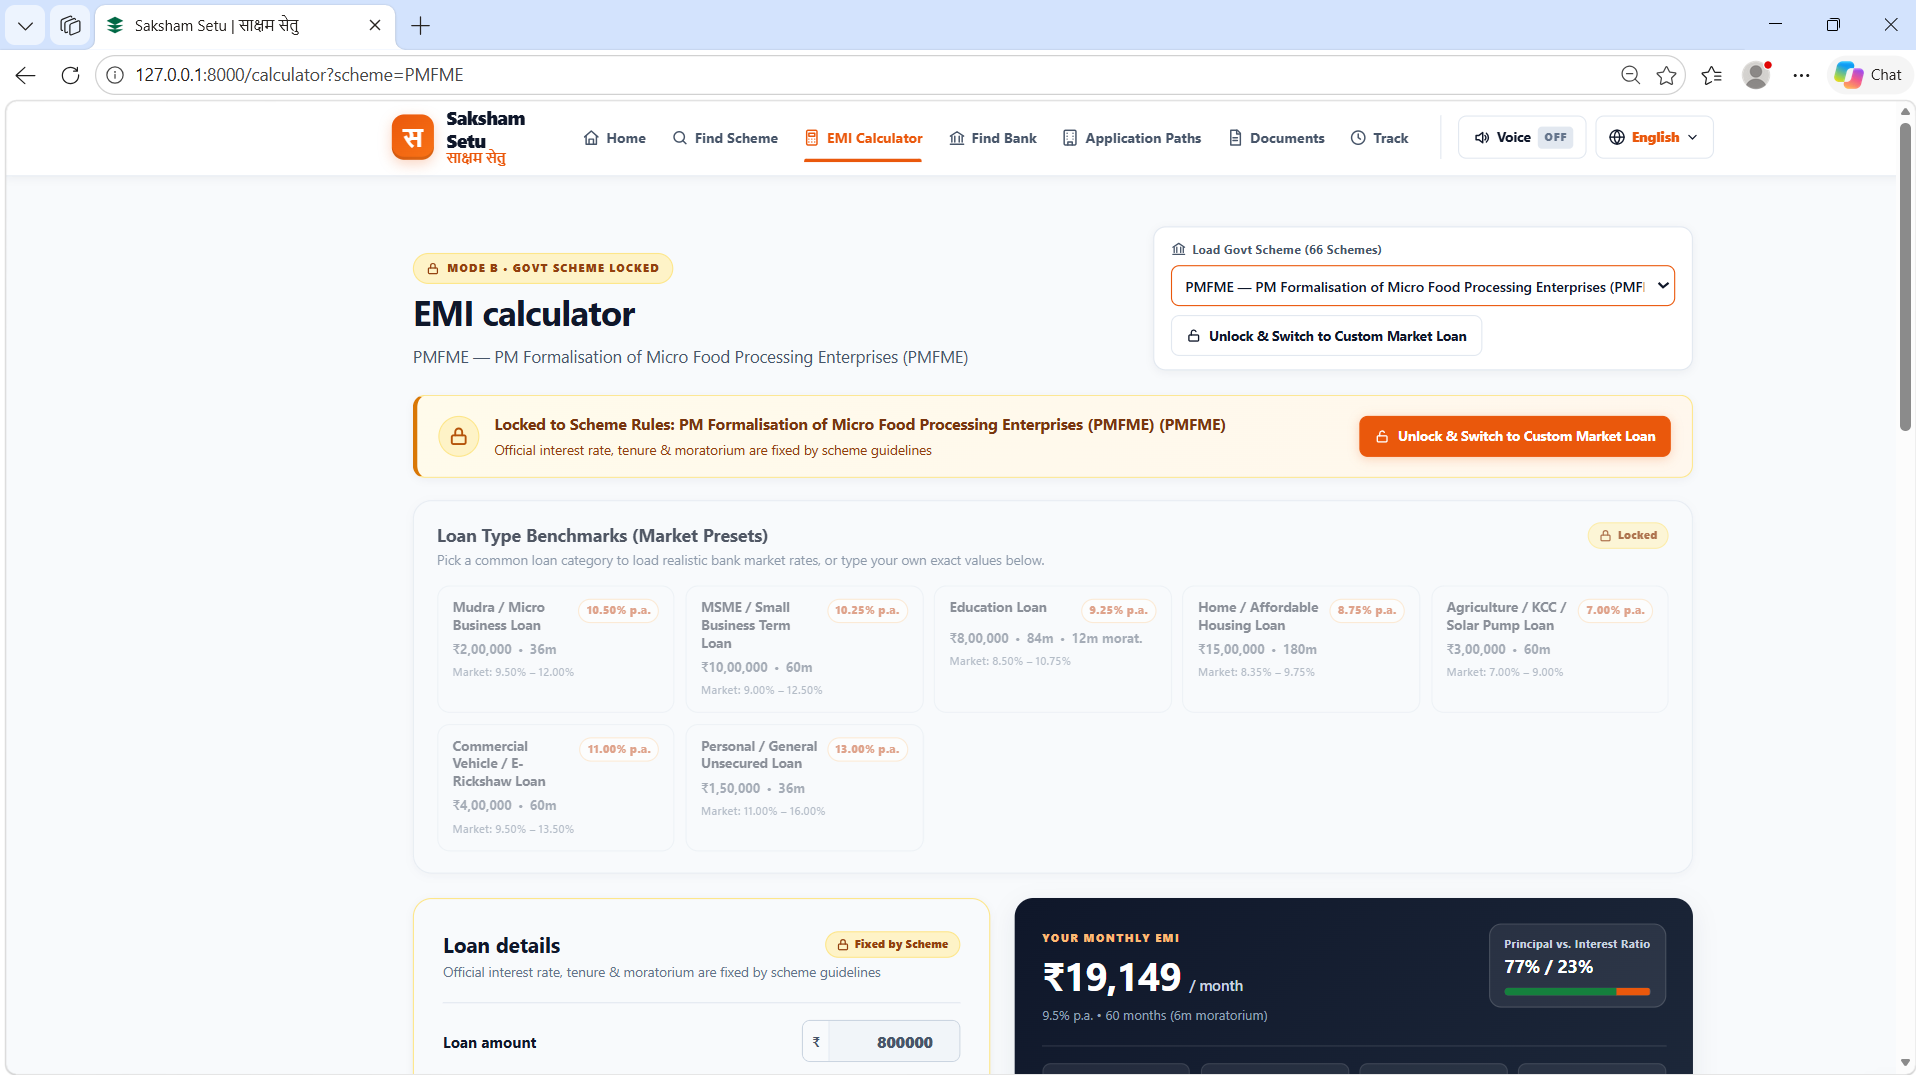 Saksham Setu | साक्षम सेतु
127.0.0.1:8000/calculator?scheme=PMFME
Chat
स
Saksham
Setu
साक्षम सेतु
Home
Find Scheme
EMI Calculator
Find Bank
Application Paths
Documents
Track
Voice OFF
English
MODE B • GOVT SCHEME LOCKED
EMI calculator
PMFME — PM Formalisation of Micro Food Processing Enterprises (PMFME)
Load Govt Scheme (66 Schemes)
PMFME — PM Formalisation of Micro Food Processing Enterprises (PMF
Unlock & Switch to Custom Market Loan
Locked to Scheme Rules: PM Formalisation of Micro Food Processing Enterprises (PMFME) (PMFME)
Official interest rate, tenure & moratorium are fixed by scheme guidelines
Unlock & Switch to Custom Market Loan
Loan Type Benchmarks (Market Presets)
Pick a common loan category to load realistic bank market rates, or type your own exact values below.
Locked
Mudra / Micro
Business Loan
10.50% p.a.
₹2,00,000 • 36m
Market: 9.50% – 12.00%
MSME / Small
Business Term
Loan
10.25% p.a.
₹10,00,000 • 60m
Market: 9.00% – 12.50%
Education Loan
9.25% p.a.
₹8,00,000 • 84m • 12m morat.
Market: 8.50% – 10.75%
Home / Affordable
Housing Loan
8.75% p.a.
₹15,00,000 • 180m
Market: 8.35% – 9.75%
Agriculture / KCC /
Solar Pump Loan
7.00% p.a.
₹3,00,000 • 60m
Market: 7.00% – 9.00%
Commercial
Vehicle / E-
Rickshaw Loan
11.00% p.a.
₹4,00,000 • 60m
Market: 9.50% – 13.50%
Personal / General
Unsecured Loan
13.00% p.a.
₹1,50,000 • 36m
Market: 11.00% – 16.00%
Loan details
Fixed by Scheme
Official interest rate, tenure & moratorium are fixed by scheme guidelines
Loan amount
₹ 800000
YOUR MONTHLY EMI
₹19,149 / month
9.5% p.a. • 60 months (6m moratorium)
Principal vs. Interest Ratio
77% / 23%